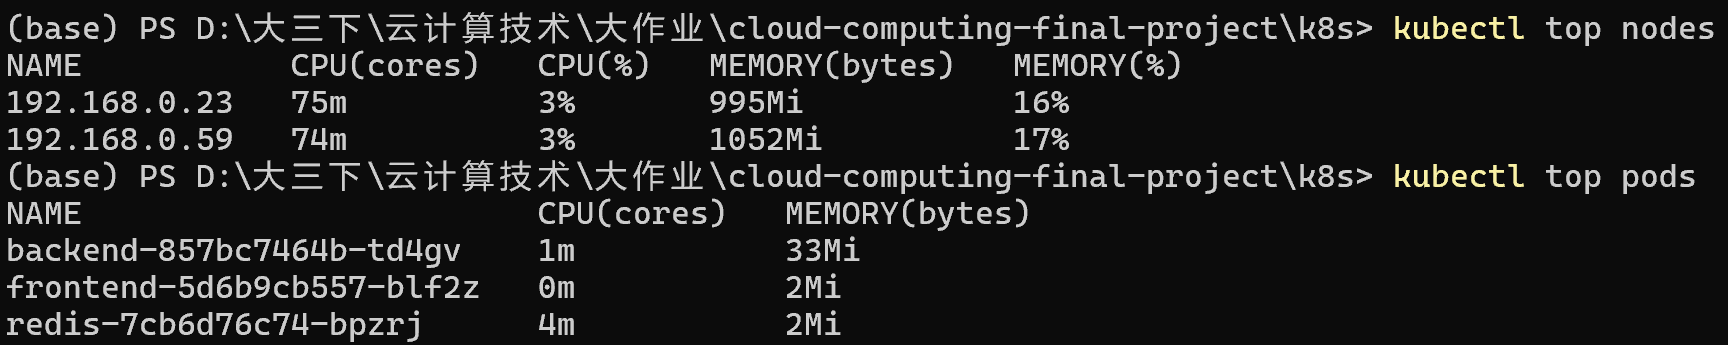 (base) PS D:\大三下\云计算技术\大作业\cloud-computing-final-project\k8s> kubectl top nodes
NAME CPU(cores) CPU(%) MEMORY(bytes) MEMORY(%)
192.168.0.23 75m 3% 995Mi 16%
192.168.0.59 74m 3% 1052Mi 17%
(base) PS D:\大三下\云计算技术\大作业\cloud-computing-final-project\k8s> kubectl top pods
NAME CPU(cores) MEMORY(bytes)
backend-857bc7464b-td4gv 1m 33Mi
frontend-5d6b9cb557-blf2z 0m 2Mi
redis-7cb6d76c74-bpzrj 4m 2Mi